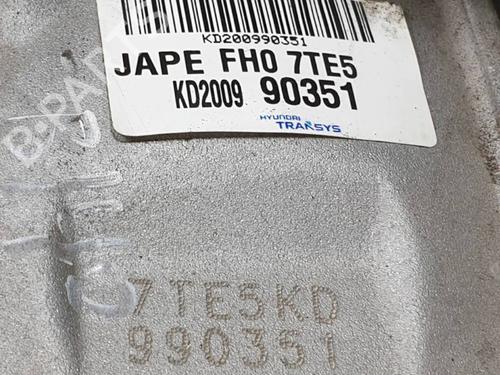 KD200990351
JAPE FH0 7TE5
KD2009 90351
HYUNDAI
TRANSYS
7TE5KD
990351